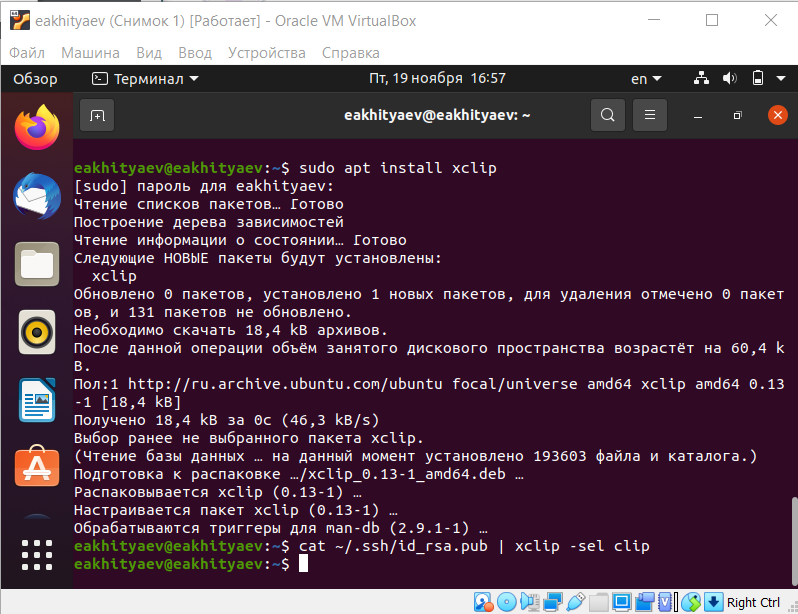 eakhityaev (Снимок 1) [Работает] - Oracle VM VirtualBox
Файл Машина Вид Ввод Устройства Справка
Обзор Терминал Пт, 19 ноября 16:57 en
eakhityaev@eakhityaev: ~
eakhityaev@eakhityaev:~$ sudo apt install xclip
[sudo] пароль для eakhityaev:
Чтение списков пакетов… Готово
Построение дерева зависимостей
Чтение информации о состоянии… Готово
Следующие НОВЫЕ пакеты будут установлены:
xclip
Обновлено 0 пакетов, установлено 1 новых пакетов, для удаления отмечено 0 пакет
ов, и 131 пакетов не обновлено.
Необходимо скачать 18,4 kB архивов.
После данной операции объём занятого дискового пространства возрастёт на 60,4 k
B.
Пол:1 http://ru.archive.ubuntu.com/ubuntu focal/universe amd64 xclip amd64 0.13
-1 [18,4 kB]
Получено 18,4 kB за 0с (46,3 kB/s)
Выбор ранее не выбранного пакета xclip.
(Чтение базы данных … на данный момент установлено 193603 файла и каталога.)
Подготовка к распаковке …/xclip_0.13-1_amd64.deb …
Распаковывается xclip (0.13-1) …
Настраивается пакет xclip (0.13-1) …
Обрабатываются триггеры для man-db (2.9.1-1) …
eakhityaev@eakhityaev:~$ cat ~/.ssh/id_rsa.pub | xclip -sel clip
eakhityaev@eakhityaev:~$
Right Ctrl